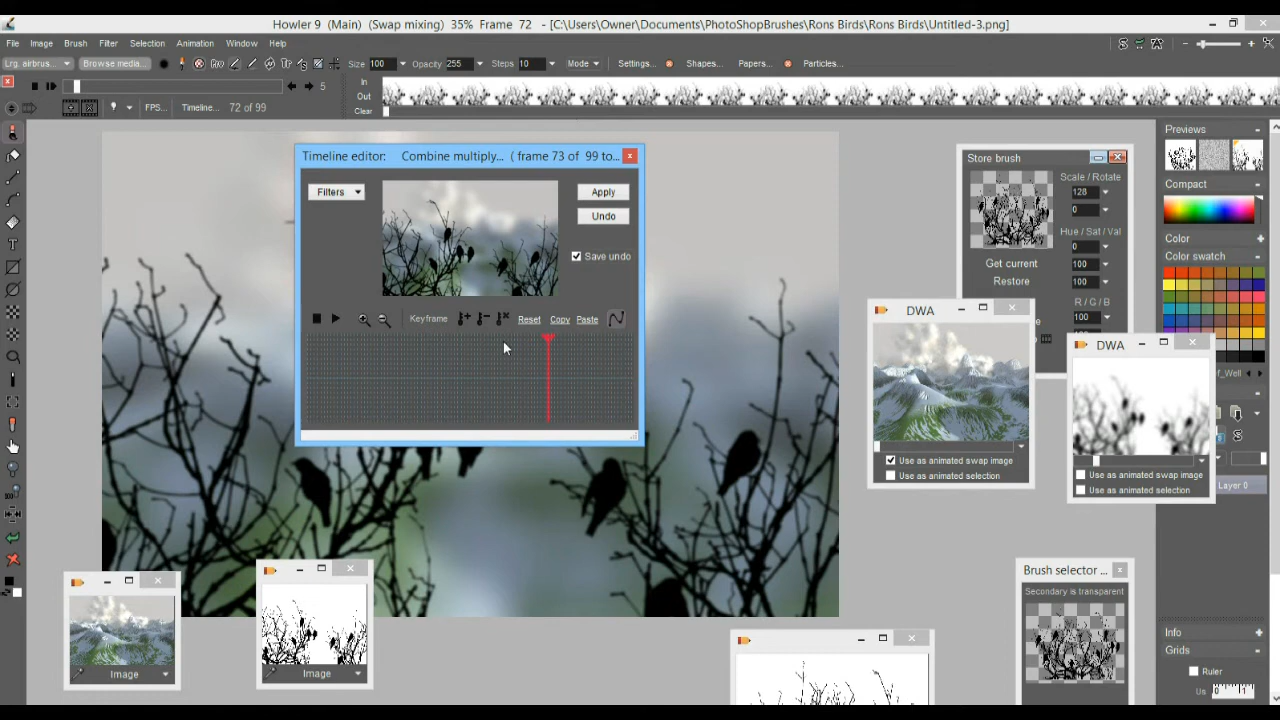 Howler 9 (Main) (Swap mixing) 35% Frame 72 - [C:\Users\Owner\Documents\PhotoShopBrushes\Rons Birds\Rons Birds\Untitled-3.png]
File Image Brush Filter Selection Animation Window Help
Lrg. airbrus... Browse media... Size 100 Opacity 255 Steps 10 Mode Settings... Shapes... Papers... Particles...
In
5
Out
FPS... Timeline... 72 of 99
Clear
Previews
Timeline editor: Combine multiply... ( frame 73 of 99 to...
Store brush
Scale / Rotate
Filters
Apply
128
Compact
Undo
0
Hue / Sat / Val
Color
0
Save undo
Color swatch
Get current
100
Restore
100
R / G / B
DWA
100
Keyframe
Reset Copy Paste
DWA
Use as animated swap image
Use as animated selection
Use as animated swap image
Use as animated selection
Layer 0
Brush selector ...
Secondary is transparent
Info
Grids
Image
Image
Ruler
Us 0 1